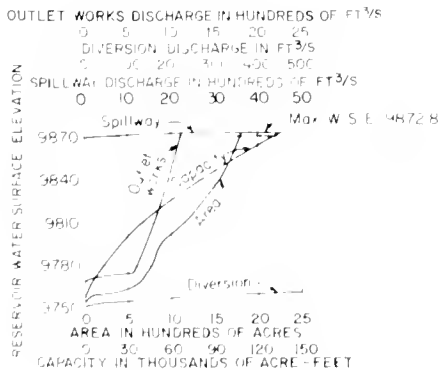 OUTLET WORKS DISCHARGE IN HUNDREDS OF FT³/S
0 5 10 15 20 25
DIVERSION DISCHARGE IN FT³/S
0 100 200 300 400 500
SPILLWAY DISCHARGE IN HUNDREDS OF FT³/S
0 10 20 30 40 50
RESERVOIR WATER SURFACE ELEVATION
Spillway
Max W S E 9872.8
9870
Outlet works
Capacity
Area
9840
9810
9780
Diversion
9750
0 5 10 15 20 25
AREA IN HUNDREDS OF ACRES
0 30 60 90 120 150
CAPACITY IN THOUSANDS OF ACRE-FEET